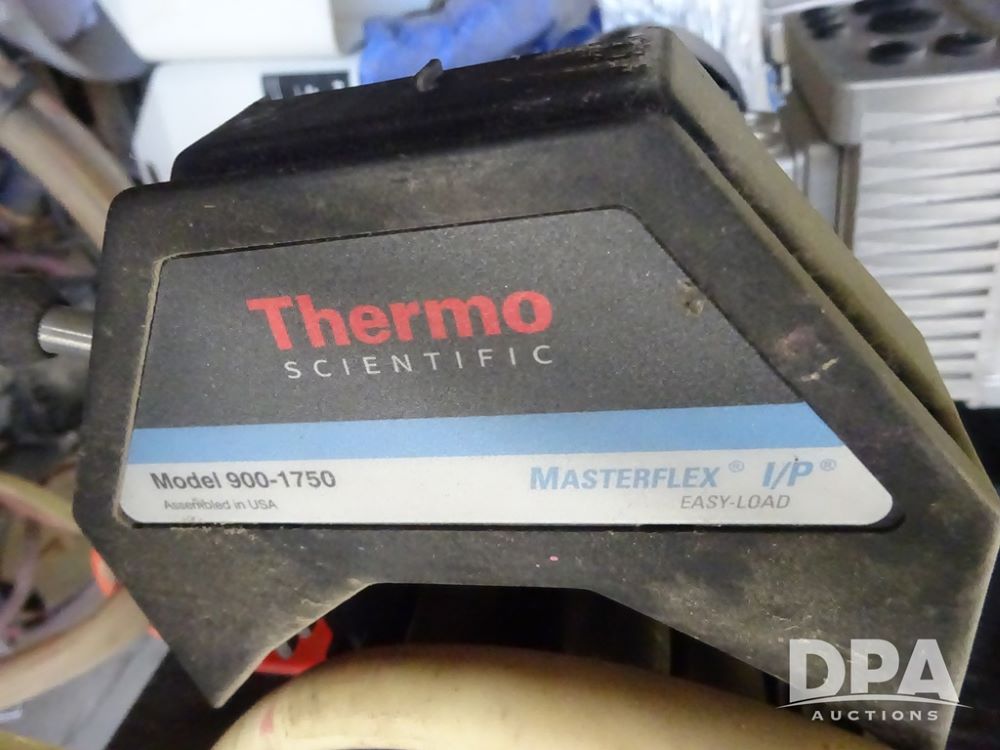 Thermo
SCIENTIFIC
Model 900-1750
Assembled in USA
MASTERFLEX® I/P®
EASY-LOAD
DPA
AUCTIONS